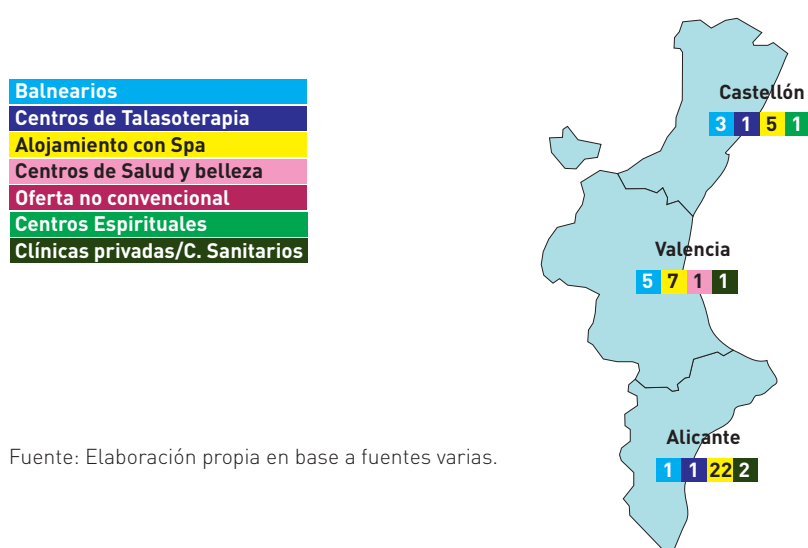 Balnearios
Centros de Talasoterapia
Alojamiento con Spa
Centros de Salud y belleza
Oferta no convencional
Centros Espirituales
Clínicas privadas/C. Sanitarios
Castellón
3 1 5 1
Valencia
5 7 1 1
Alicante
1 1 22 2
Fuente: Elaboración propia en base a fuentes varias.